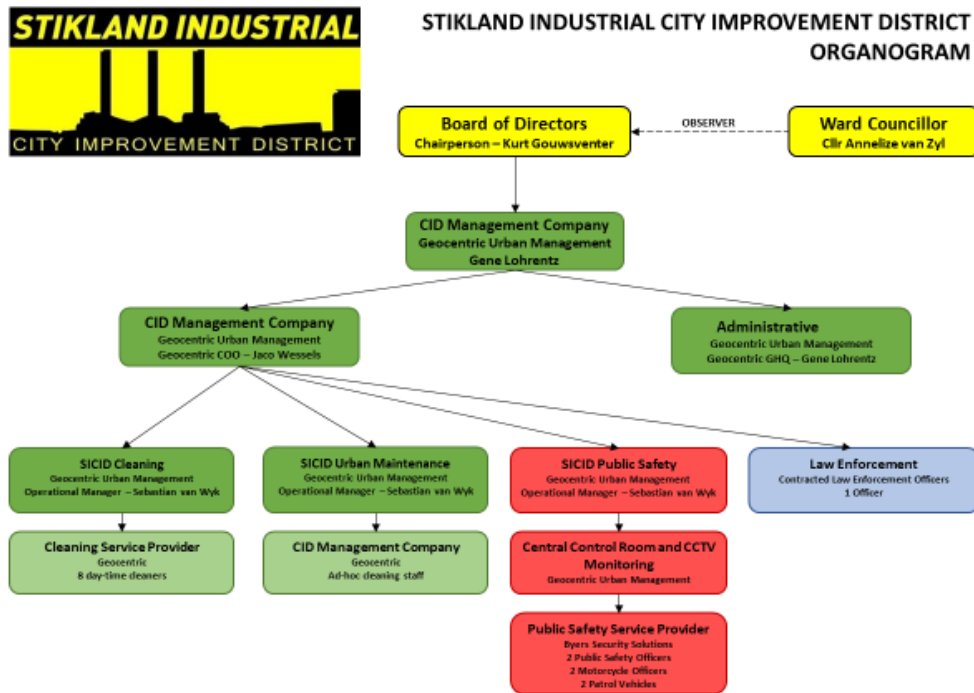 STIKLAND INDUSTRIAL
CITY IMPROVEMENT DISTRICT
STIKLAND INDUSTRIAL CITY IMPROVEMENT DISTRICT
ORGANOGRAM
Board of Directors
Chairperson – Kurt Gouwsventer
OBSERVER
Ward Councillor
Cllr Annelize van Zyl
CID Management Company
Geocentric Urban Management
Gene Lohrentz
CID Management Company
Geocentric Urban Management
Geocentric COO – Jaco Wessels
Administrative
Geocentric Urban Management
Geocentric GHQ – Gene Lohrentz
SICID Cleaning
Geocentric Urban Management
Operational Manager – Sebastian van Wyk
SICID Urban Maintenance
Geocentric Urban Management
Operational Manager – Sebastian van Wyk
SICID Public Safety
Geocentric Urban Management
Operational Manager – Sebastian van Wyk
Law Enforcement
Contracted Law Enforcement Officers
1 Officer
Cleaning Service Provider
Geocentric
8 day-time cleaners
CID Management Company
Geocentric
Ad-hoc cleaning staff
Central Control Room and CCTV
Monitoring
Geocentric Urban Management
Public Safety Service Provider
Byers Security Solutions
2 Public Safety Officers
2 Motorcycle Officers
2 Patrol Vehicles